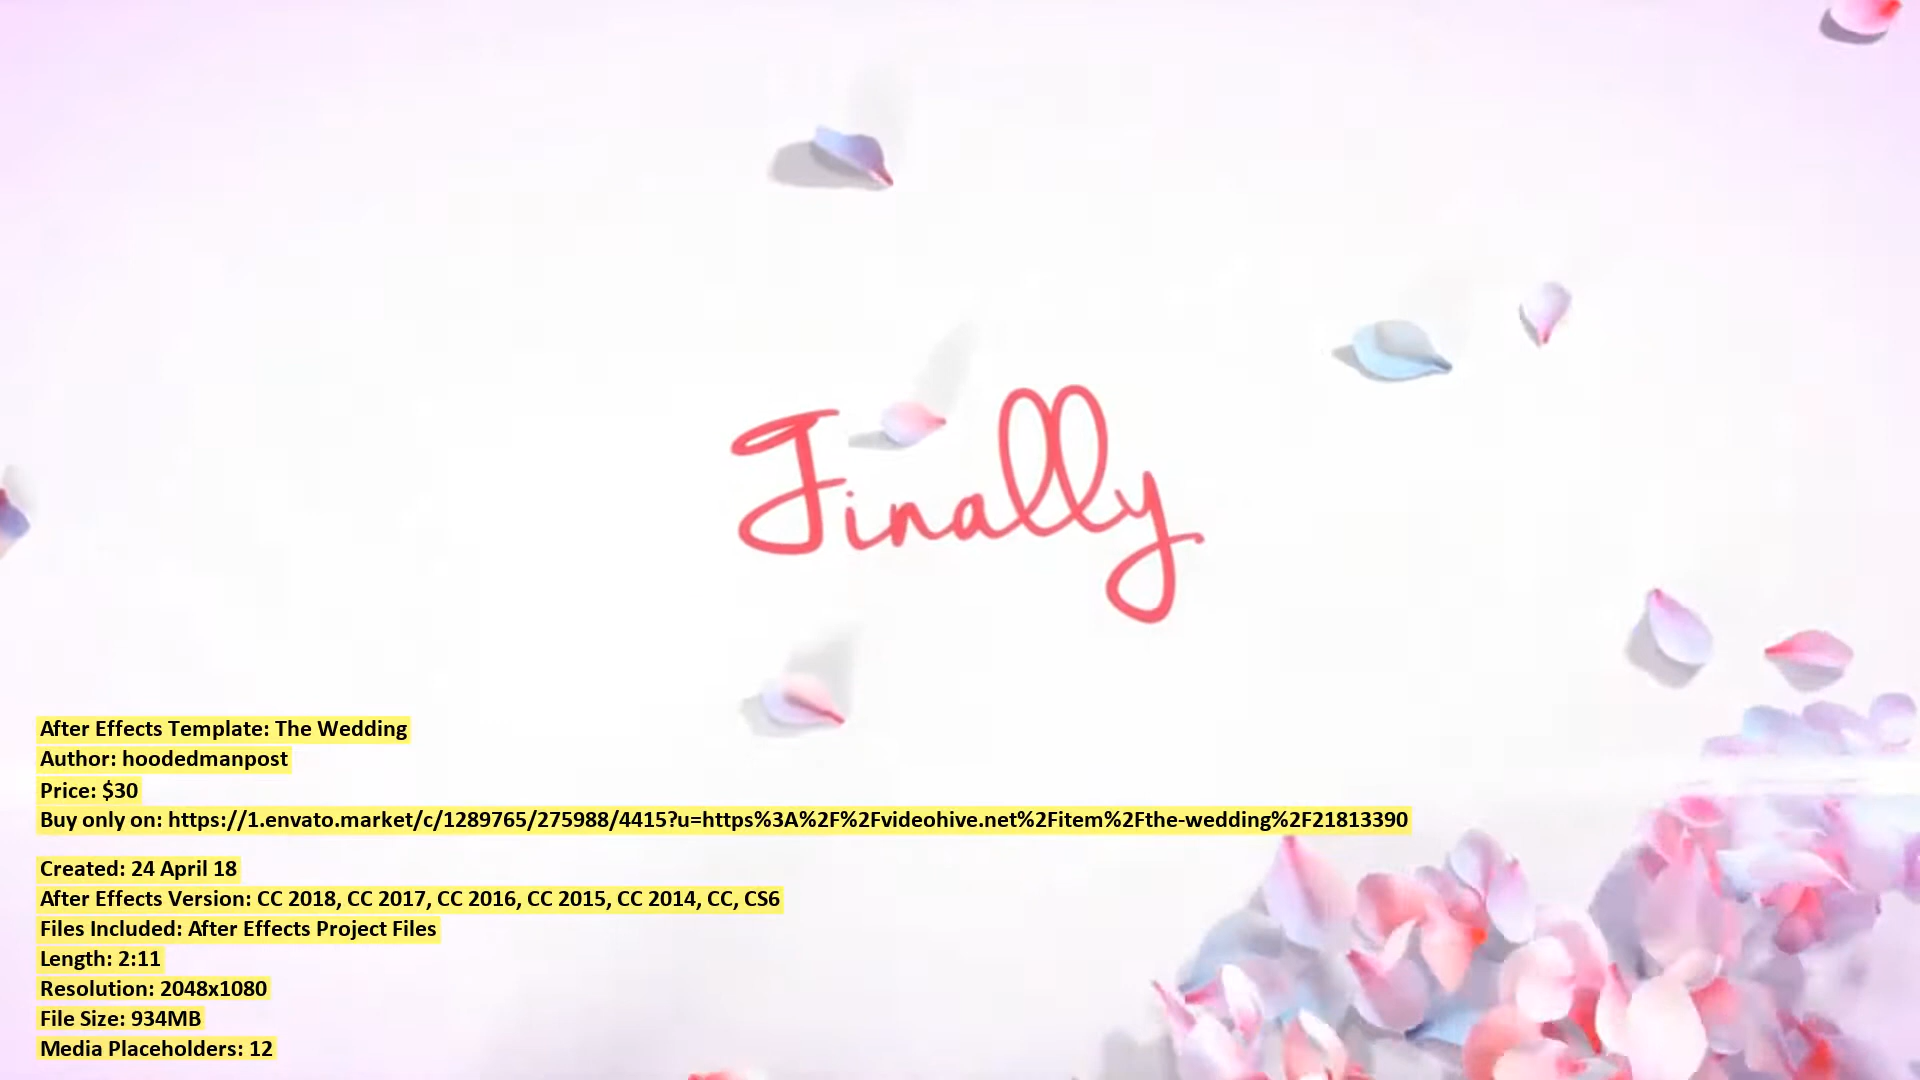 Finally
After Effects Template: The Wedding
Author: hoodedmanpost
Price: $30
Buy only on: https://1.envato.market/c/1289765/275988/4415?u=https%3A%2F%2Fvideohive.net%2Fitem%2Fthe-wedding%2F21813390
Created: 24 April 18
After Effects Version: CC 2018, CC 2017, CC 2016, CC 2015, CC 2014, CC, CS6
Files Included: After Effects Project Files
Length: 2:11
Resolution: 2048x1080
File Size: 934MB
Media Placeholders: 12